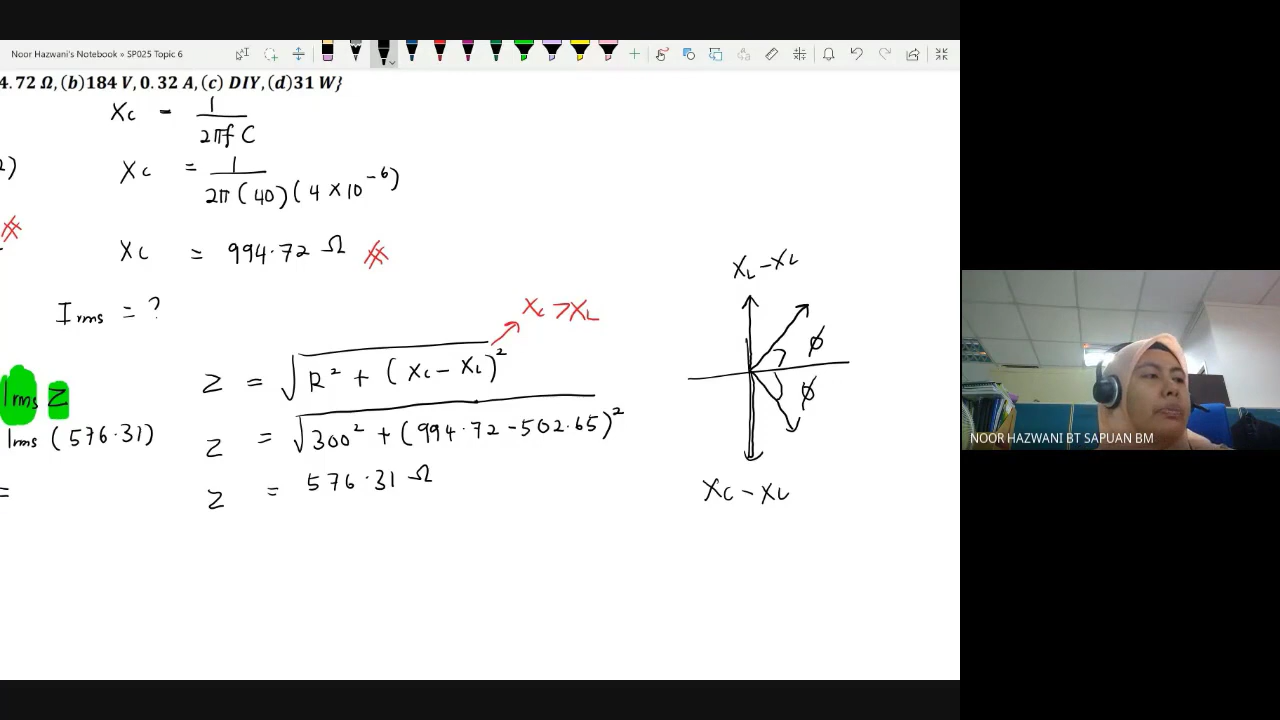 Noor Hazwani's Notebook » SP025 Topic 6
4.72 Ω, (b)184 V, 0.32 A, (c) DIY, (d)31 W}
Xc = 1 / 2πfC
2)
Xc = 1 / 2π(40)(4 × 10^-6)
Xc = 994.72 Ω
Irms = ?
Xc > XL
Z = √R² + (Xc - XL)²
Irms Z
Irms (576.31)
Z = √300² + (994.72 - 502.65)²
=
Z = 576.31 Ω
XL - XC
φ
φ
Xc - XL
NOOR HAZWANI BT SAPUAN BM